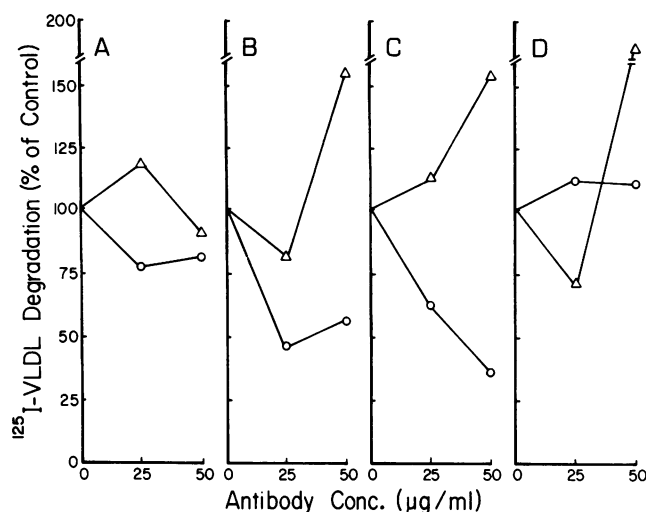 200
A
B
C
D
150
125
100
75
50
25
0
125I-VLDL Degradation (% of Control)
0 25 50 0 25 50 0 25 50 0 25 50
Antibody Conc. (µg/ml)